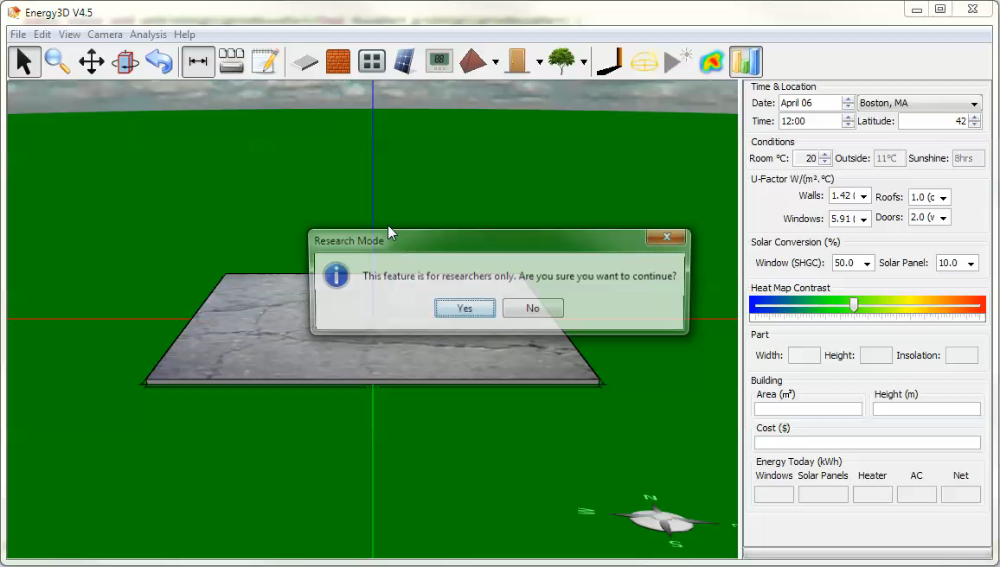 Energy3D V4.5
File Edit View Camera Analysis Help
88
Time & Location
Date: April 06 Boston, MA
Time: 12:00 Latitude: 42
Conditions
Room ºC: 20 Outside: 11ºC Sunshine: 8hrs
U-Factor W/(m².ºC)
Walls: 1.42 ( Roofs: 1.0 (c
Windows: 5.91 ( Doors: 2.0 (v
Solar Conversion (%)
Window (SHGC): 50.0 Solar Panel: 10.0
Heat Map Contrast
Part
Width: Height: Insolation:
Building
Area (m²) Height (m)
Cost ($)
Energy Today (kWh)
Windows Solar Panels Heater AC Net
Research Mode
This feature is for researchers only. Are you sure you want to continue?
Yes No
N
W
S